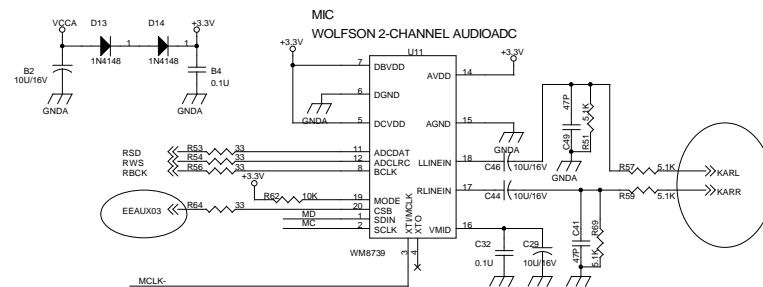 MIC
WOLFSON 2-CHANNEL AUDIOADC
VCCA
D13
D14
+3.3V
1
1
1N4148
1N4148
B2
10U/16V
B4
0.1U
GNDA
GNDA
+3.3V
U11
+3.3V
7 DBVDD
AVDD 14
6 DGND
GNDA
5 DCVDD
AGND 15
GNDA
RSD R53 33 11 ADCDAT
RWS R54 33 12 ADCLRC
RBCK R56 33 8 BCLK
LLINEIN 18 C46 10U/16V
RLINEIN 17 C44 10U/16V
47P
C49
5.1K
R51
GNDA
R57 5.1K KARL
R59 5.1K KARR
+3.3V
R62 10K 19 MODE
EEAUX03 R64 33 20 CSB
MD 1 SDIN
MC 2 SCLK
XTI/MCLK
XTO
VMID 16
3
4
WM8739
C32
0.1U
C29
10U/16V
C41
47P
R69
5.1K
MCLK-